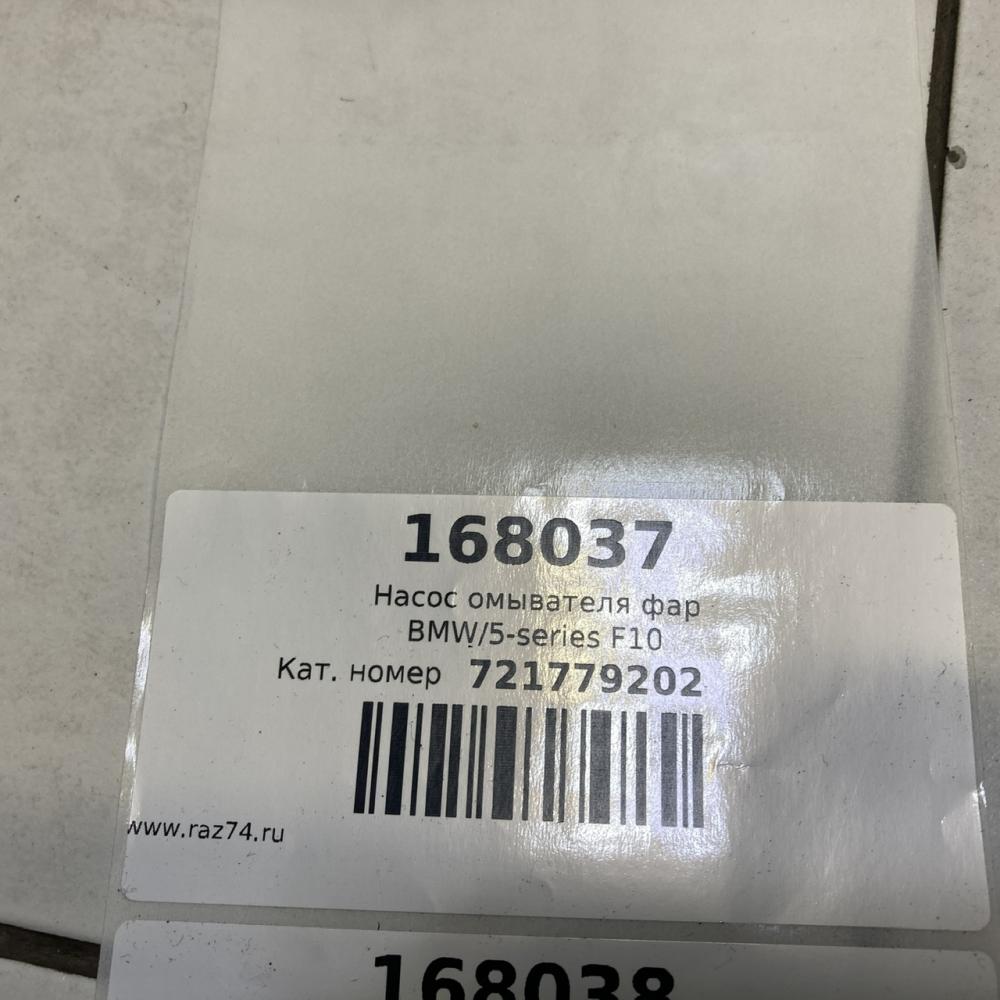 168037
Насос омывателя фар
BMW/5-series F10
Кат. номер 721779202
www.raz74.ru
168038